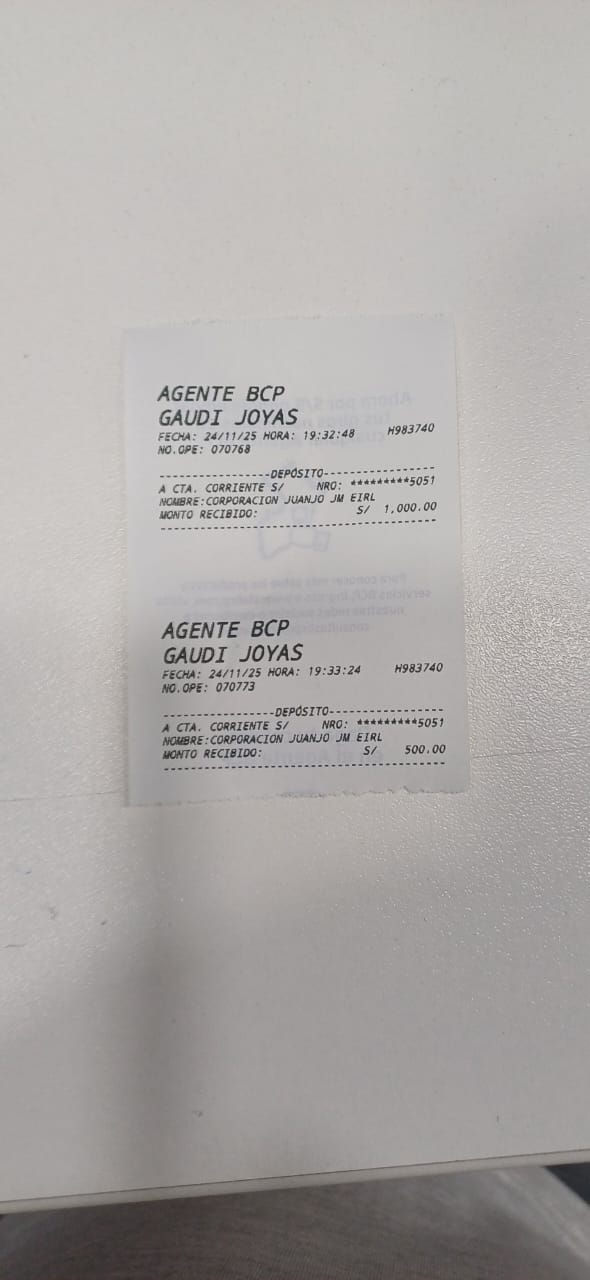 AGENTE BCP
GAUDI JOYAS
FECHA: 24/11/25 HORA: 19:32:48 H983740
NO.OPE: 070768
--------------------DEPÓSITO--------------------
A CTA. CORRIENTE S/ NRO: *********5051
NOMBRE:CORPORACION JUANJO JM EIRL
MONTO RECIBIDO: S/ 1,000.00
AGENTE BCP
GAUDI JOYAS
FECHA: 24/11/25 HORA: 19:33:24 H983740
NO.OPE: 070773
--------------------DEPÓSITO--------------------
A CTA. CORRIENTE S/ NRO: *********5051
NOMBRE:CORPORACION JUANJO JM EIRL
MONTO RECIBIDO: S/ 500.00